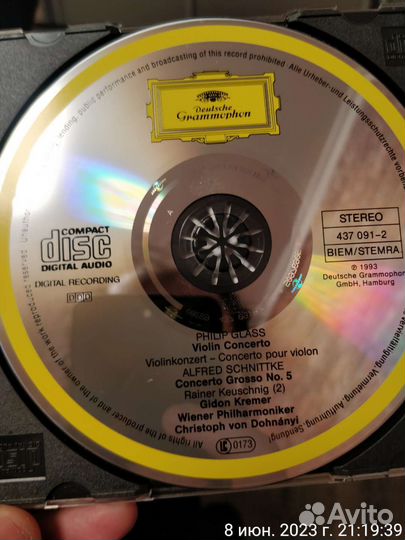 ending, public performance and broadcasting of this record prohibited. Alle Urheber- und Leistungsschutzrechte vorbe
Deutsche
Grammophon
COMPACT
disc
DIGITAL AUDIO
DIGITAL RECORDING
DDD
STEREO
437 091-2
BIEM/STEMRA
℗ 1993
Deutsche Grammophon
GmbH, Hamburg
PHILIP GLASS
Violin Concerto
Violinkonzert – Concerto pour violon
ALFRED SCHNITTKE
Concerto Grosso No. 5
Rainer Keuschnig (2)
Gidon Kremer
Wiener Philharmoniker
Christoph von Dohnányi
LC 0173
Vermietung, Aufführung, Sendung!
All rights of the producer and of the owner of the work reproduced reserved.
Avito
8 июн. 2023 г. 21:19:39